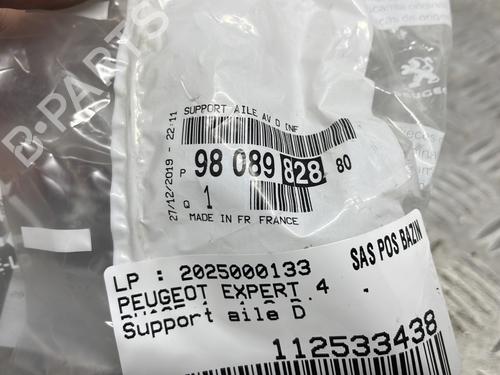 B-PARTS
PEUGEOT
SUPPORT AILE AV D INF
27/12/2019 - 22:11
P 98 089 828 80
Q 1
MADE IN FR FRANCE
SAS POS BAZIN
LP : 2025000133
PEUGEOT EXPERT 4
Support aile D
112533438